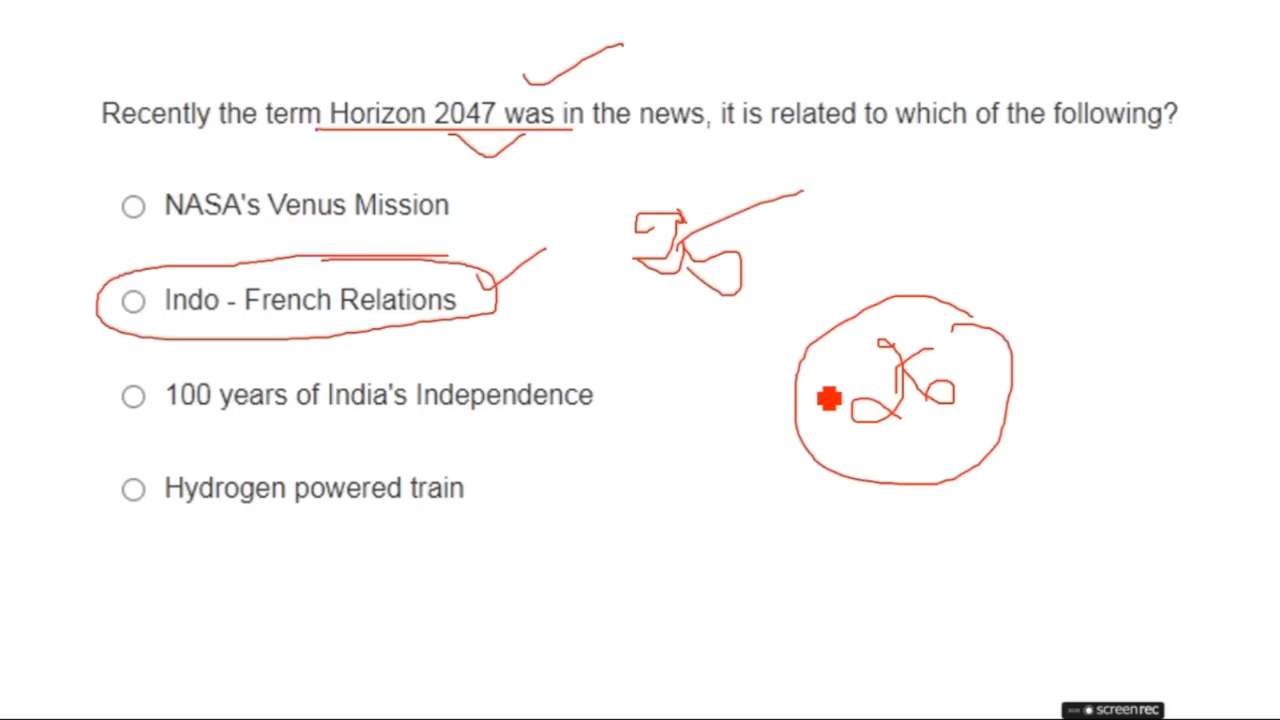 Recently the term Horizon 2047 was in the news, it is related to which of the following?
NASA's Venus Mission
Indo - French Relations
100 years of India's Independence
Hydrogen powered train
screenrec